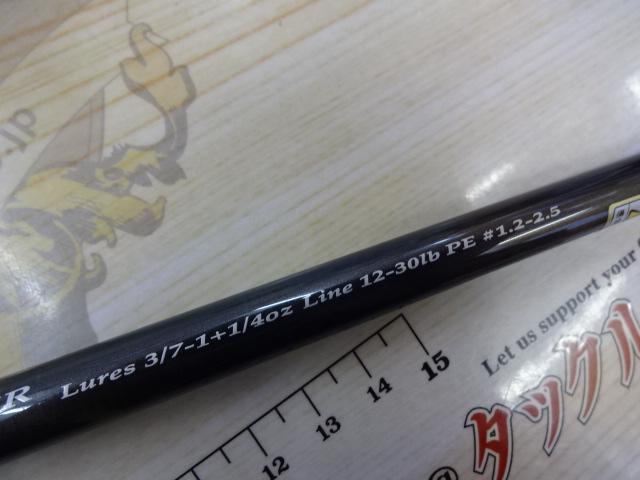 R Lures 3/7-1+1/4oz Line 12-30lb PE #1.2-2.5
.jp
12 13 14 15
Let us support your
タックル